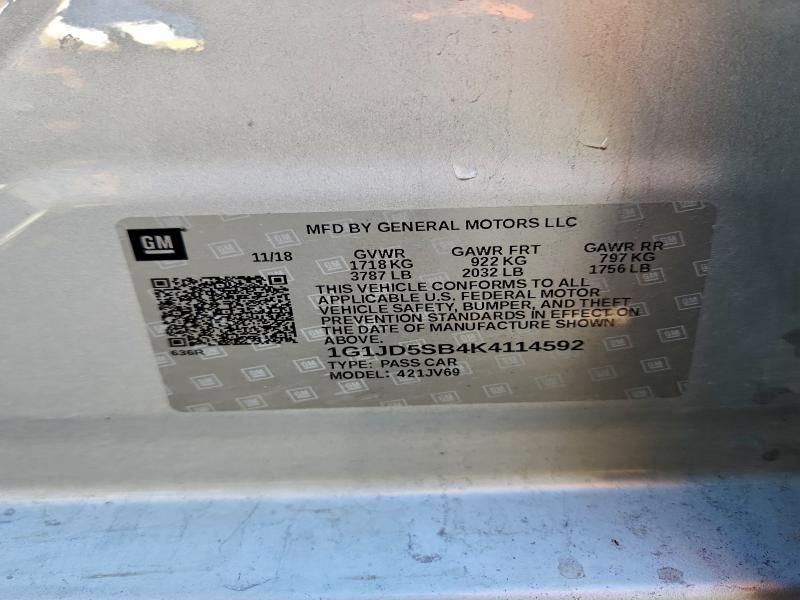 MFD BY GENERAL MOTORS LLC
GM
11/18 GVWR GAWR FRT GAWR RR
1718 KG 922 KG 797 KG
3787 LB 2032 LB 1756 LB
THIS VEHICLE CONFORMS TO ALL
APPLICABLE U.S. FEDERAL MOTOR
VEHICLE SAFETY, BUMPER, AND THEFT
PREVENTION STANDARDS IN EFFECT ON
THE DATE OF MANUFACTURE SHOWN
ABOVE.
636R 1G1JD5SB4K4114592
TYPE: PASS CAR
MODEL: 421JV69